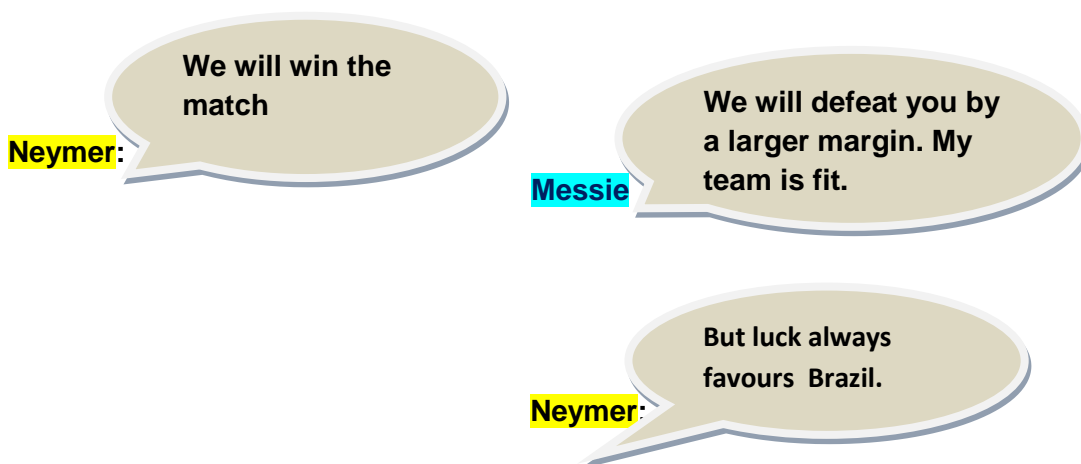 Neymer:
We will win the
match
Messie
We will defeat you by
a larger margin. My
team is fit.
Neymer:
But luck always
favours  Brazil.